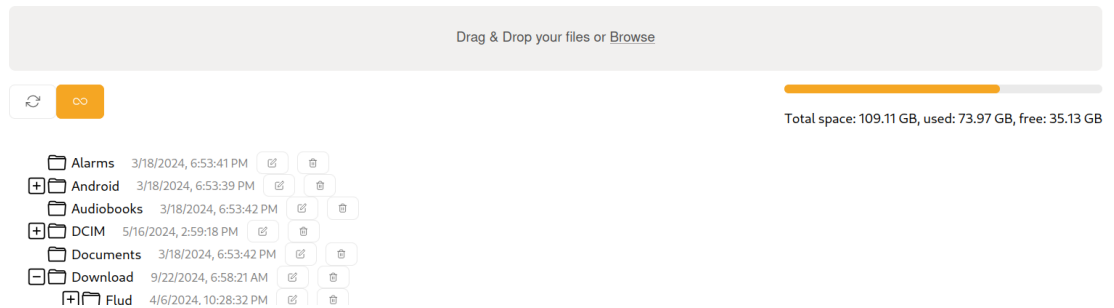 Drag & Drop your files or Browse
Total space: 109.11 GB, used: 73.97 GB, free: 35.13 GB
Alarms 3/18/2024, 6:53:41 PM
Android 3/18/2024, 6:53:39 PM
Audiobooks 3/18/2024, 6:53:42 PM
DCIM 5/16/2024, 2:59:18 PM
Documents 3/18/2024, 6:53:42 PM
Download 9/22/2024, 6:58:21 AM
Flud 4/6/2024, 10:28:32 PM